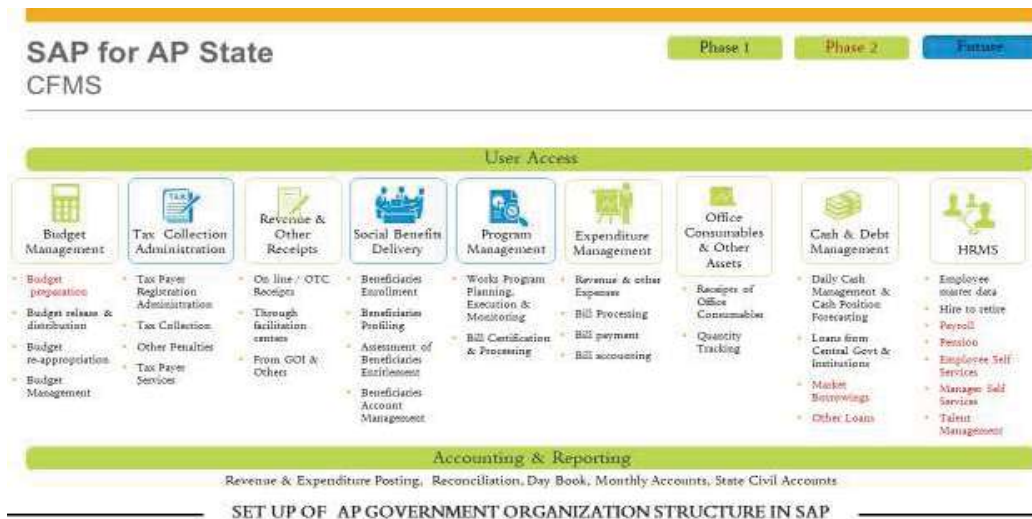 SAP for AP State
CFMS
Phase 1
Phase 2
Future
User Access
Budget
Management
Tax Collection
Administration
Revenue &
Other
Receipts
Social Benefits
Delivery
Program
Management
Expenditure
Management
Office
Consumables
& Other
Assets
Cash & Debt
Management
HRMS
TAX
Budget
preparation
Budget release &
distribution
Budget
re-appropriation
Budget
Management
Tax Payer
Registration
Administration
Tax Collection
Other Penalties
Tax Payer
Services
On line / OTC
Receipts
Through
facilitation
centers
From GOI &
Others
Beneficiaries
Enrollment
Beneficiaries
Profiling
Assessment of
Beneficiaries
Entitlement
Beneficiaries
Account
Management
Works Program
Planning,
Execution &
Monitoring
Bill Certification
& Processing
Revenue & other
Expenses
Bill Processing
Bill payment
Bill accounting
Receipts of
Office
Consumables
Quantity
Tracking
Daily Cash
Management &
Cash Position
Forecasting
Loans from
Central Govt &
Institutions
Market
Borrowings
Other Loans
Employee
master data
Hire to retire
Payroll
Pension
Employee Self
Services
Manager Self
Services
Talent
Management
Accounting & Reporting
Revenue & Expenditure Posting, Reconciliation, Day Book, Monthly Accounts, State Civil Accounts
SET UP OF AP GOVERNMENT ORGANIZATION STRUCTURE IN SAP